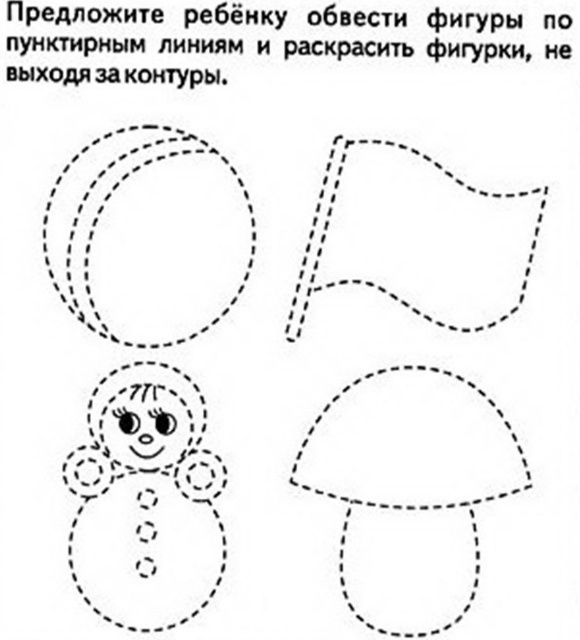 Предложите ребёнку обвести фигуры по
пунктирным линиям и раскрасить фигурки, не
выходя за контуры.